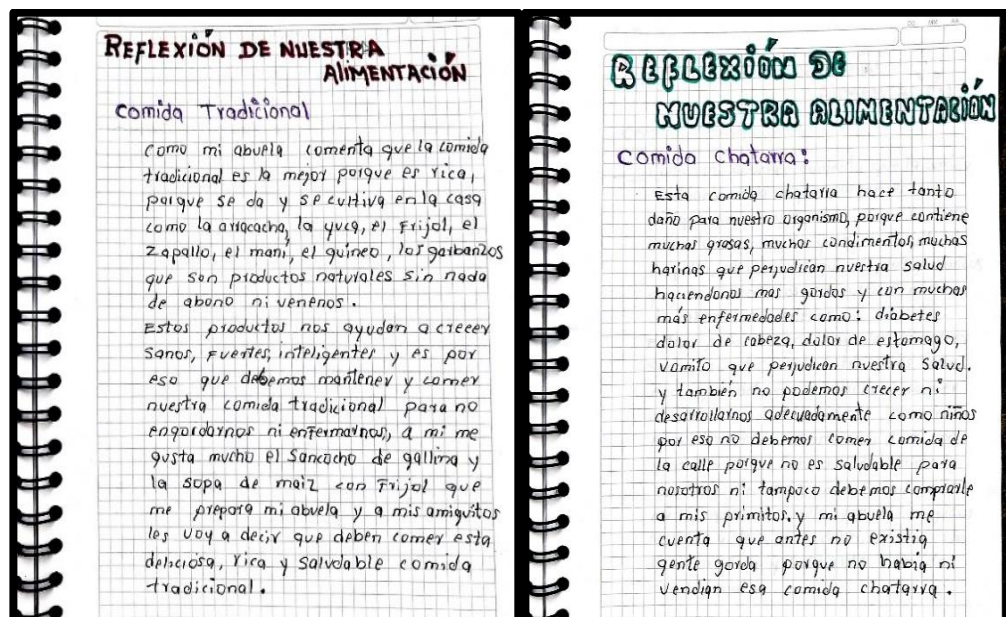 REFLEXIÓN DE NUESTRA
ALIMENTACIÓN
Comida Tradicional
Como mi abuela comenta que la comida
tradicional es la mejor porque es rica,
porque se da y se cultiva en la casa
como la arracacha, la yuca, el Frijol, el
Zapallo, el mani, el guineo, los garbanzos
que son productos naturales sin nada
de abono ni venenos.
Estos productos nos ayudan a crecer
sanos, Fuertes, inteligentes y es por
eso que debemos mantener y comer
nuestra comida tradicional para no
engordarnos ni enfermarnos, a mi me
gusta mucho el Sancocho de gallina y
la sopa de maiz con Frijol que
me prepara mi abuela y a mis amiguitos
les voy a decir que deben comer esta
deliciosa, rica y saludable comida
tradicional.
REFLEXIÓN DE
NUESTRA ALIMENTACIÓN
Comida Chatarra:
Esta comida chatarra hace tanto
daño para nuestro organismo, porque contiene
muchas grasas, muchos condimentos, muchas
harinas que perjudican nuestra salud
haciendonos mas gordos y con muchas
más enfermedades como: diabetes
dolor de cabeza, dolor de estomago,
vomito que perjudican nuestra Salud.
y también no podemos crecer ni
desarrollarnos adecuadamente como niños
por eso no debemos comer comida de
la calle porque no es saludable para
nosotros ni tampoco debemos comprarle
a mis primitos. y mi abuela me
cuenta que antes no existia
gente gorda porque no habia ni
vendian esa comida chatarra.